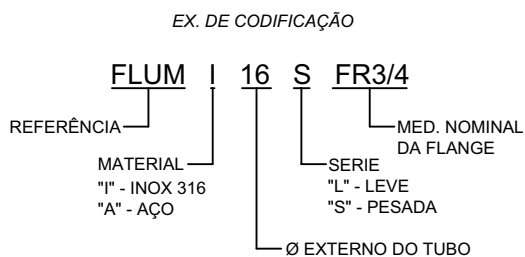 EX. DE CODIFICAÇÃO
FLUM I 16 S FR3/4
REFERÊNCIA
MED. NOMINAL
DA FLANGE
MATERIAL
"I" - INOX 316
"A" - AÇO
SERIE
"L" - LEVE
"S" - PESADA
Ø EXTERNO DO TUBO